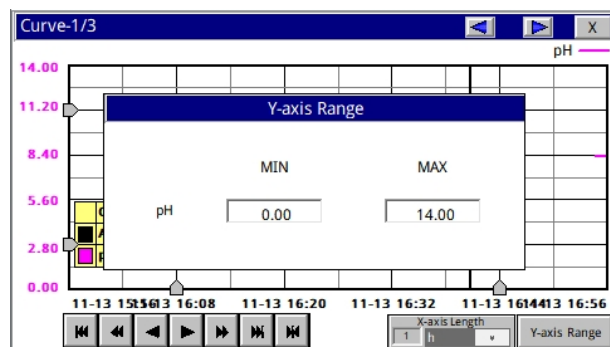 Curve-1/3
X
pH
14.00
11.20
8.40
5.60
2.80
0.00
Y-axis Range
MIN
MAX
pH
0.00
14.00
11-13 16:08
11-13 16:20
11-13 16:32
11-13
16:56
X-axis Length
1
h
Y-axis Range